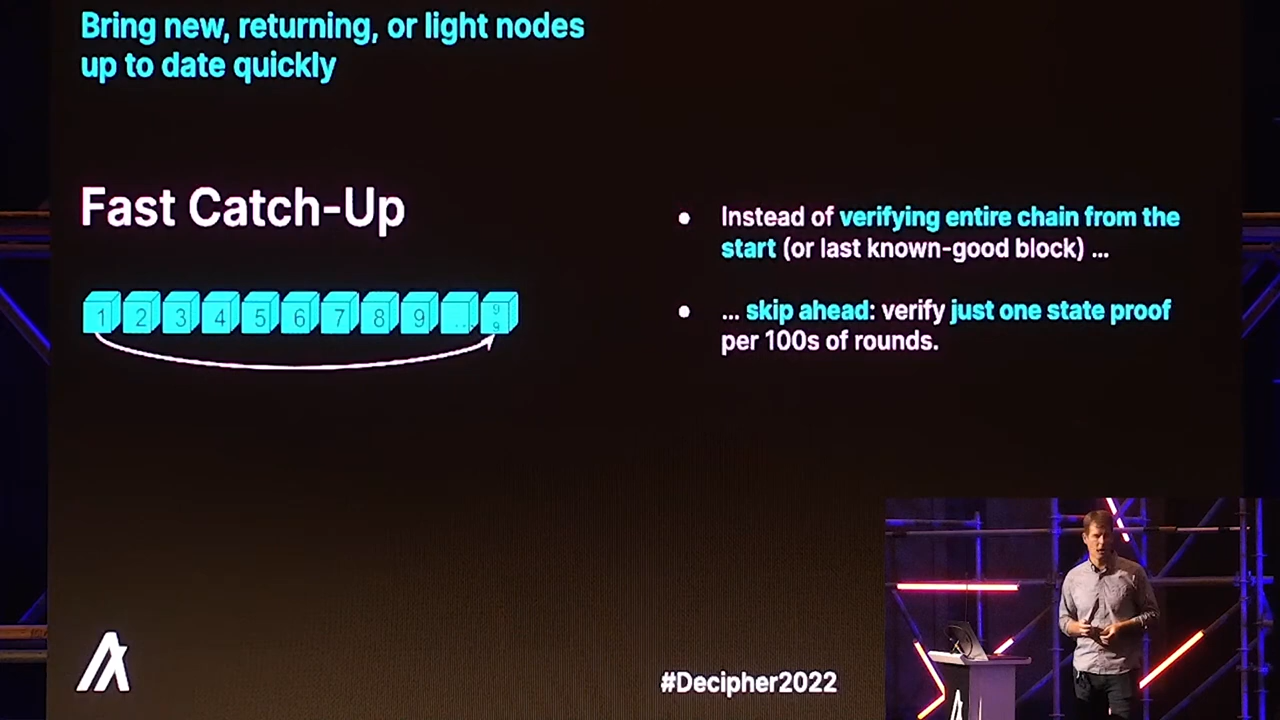 Bring new, returning, or light nodes
up to date quickly
Fast Catch-Up
1 2 3 4 5 6 7 8 9 ... 99
● Instead of verifying entire chain from the
start (or last known-good block) ...
● ... skip ahead: verify just one state proof
per 100s of rounds.
#Decipher2022